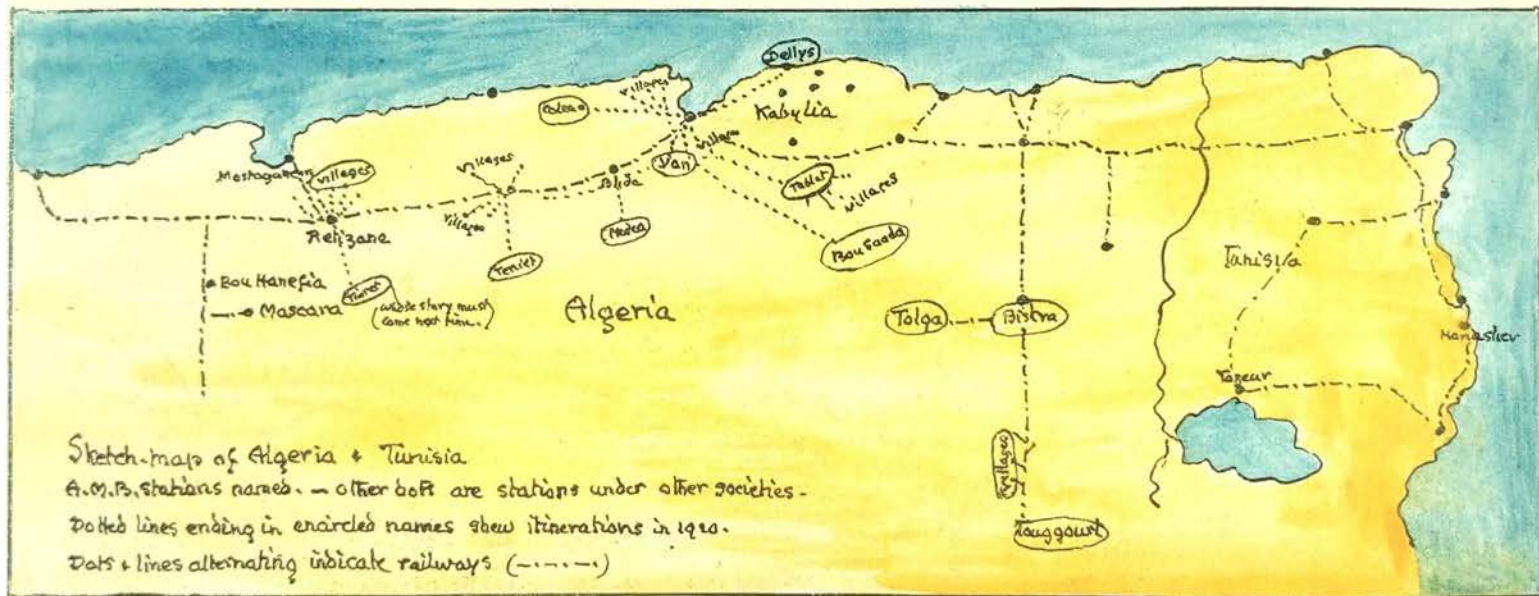 Dellys
Villages
Coleao
Kabylia
Mostaganem
Villages
Villages
Blida
Yan
Villages
Tablat
Villages
Relizane
Villages
Medea
Bou Saada
Teniet
Bou Hanefia
Tiaret
Mascara
(whose story must
come next time.)
Algeria
Tunisia
Tolga
Biskra
Monastier
Tozeur
Villages
Touggourt
Sketch-map of Algeria & Tunisia
A.M.B. stations named. — other dots are stations under other societies -
Dotted lines ending in encircled names shew itinerations in 1920.
Dots & lines alternating indicate railways (—·—·—·—)